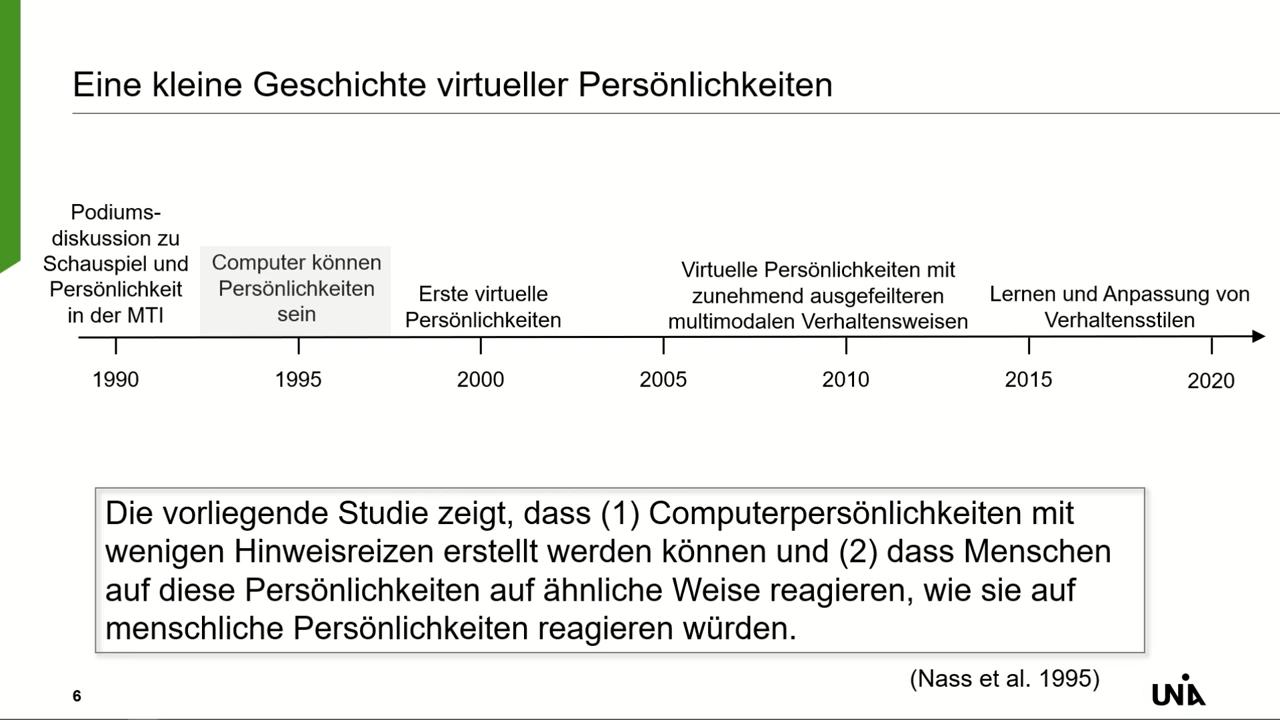 Eine kleine Geschichte virtueller Persönlichkeiten
Podiums-
diskussion zu
Schauspiel und
Persönlichkeit
in der MTI
Computer können
Persönlichkeiten
sein
Erste virtuelle
Persönlichkeiten
Virtuelle Persönlichkeiten mit
zunehmend ausgefeilteren
multimodalen Verhaltensweisen
Lernen und Anpassung von
Verhaltensstilen
1990
1995
2000
2005
2010
2015
2020
Die vorliegende Studie zeigt, dass (1) Computerpersönlichkeiten mit
wenigen Hinweisreizen erstellt werden können und (2) dass Menschen
auf diese Persönlichkeiten auf ähnliche Weise reagieren, wie sie auf
menschliche Persönlichkeiten reagieren würden.
(Nass et al. 1995)
6
UNIA